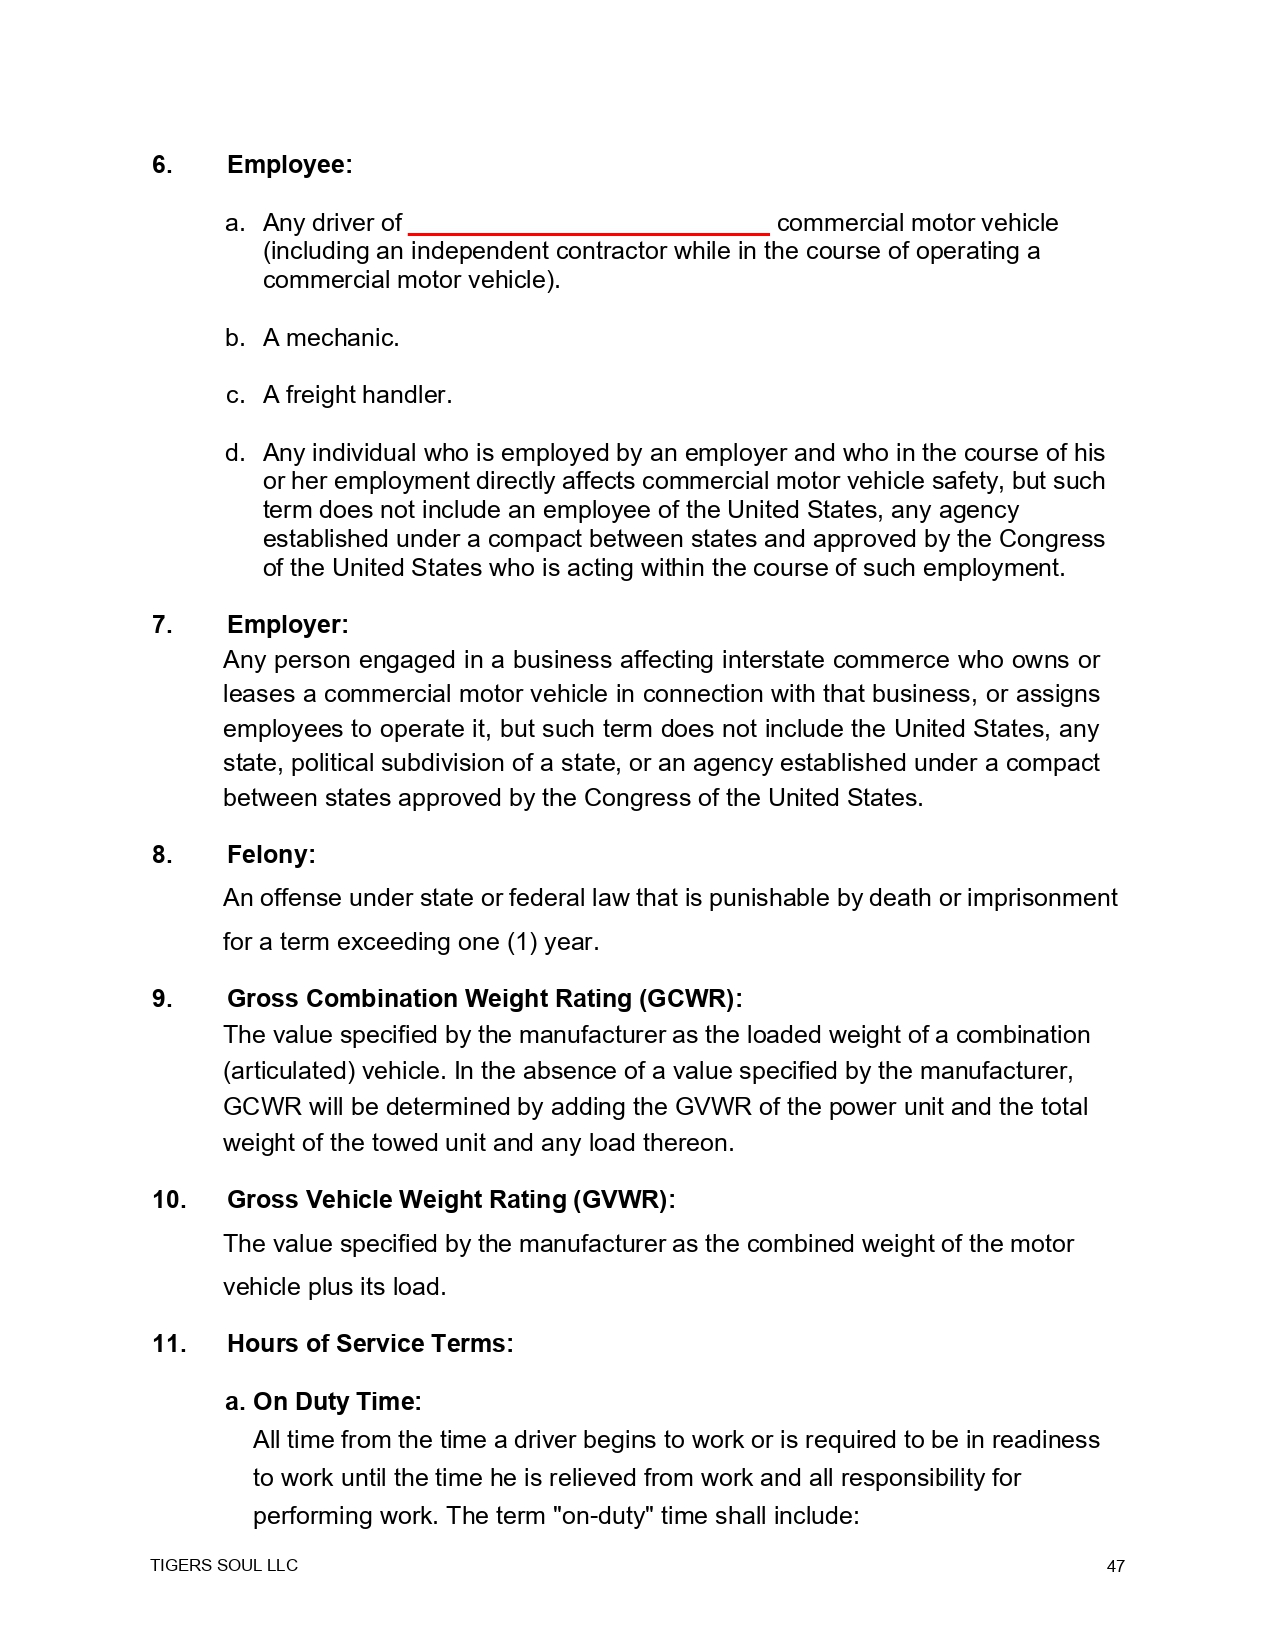 6. Employee:
a. Any driver of _____________________________ commercial motor vehicle
(including an independent contractor while in the course of operating a
commercial motor vehicle).
b. A mechanic.
c. A freight handler.
d. Any individual who is employed by an employer and who in the course of his
or her employment directly affects commercial motor vehicle safety, but such
term does not include an employee of the United States, any agency
established under a compact between states and approved by the Congress
of the United States who is acting within the course of such employment.
7. Employer:
Any person engaged in a business affecting interstate commerce who owns or
leases a commercial motor vehicle in connection with that business, or assigns
employees to operate it, but such term does not include the United States, any
state, political subdivision of a state, or an agency established under a compact
between states approved by the Congress of the United States.
8. Felony:
An offense under state or federal law that is punishable by death or imprisonment
for a term exceeding one (1) year.
9. Gross Combination Weight Rating (GCWR):
The value specified by the manufacturer as the loaded weight of a combination
(articulated) vehicle. In the absence of a value specified by the manufacturer,
GCWR will be determined by adding the GVWR of the power unit and the total
weight of the towed unit and any load thereon.
10. Gross Vehicle Weight Rating (GVWR):
The value specified by the manufacturer as the combined weight of the motor
vehicle plus its load.
11. Hours of Service Terms:
a. On Duty Time:
All time from the time a driver begins to work or is required to be in readiness
to work until the time he is relieved from work and all responsibility for
performing work. The term "on-duty" time shall include:
TIGERS SOUL LLC 47